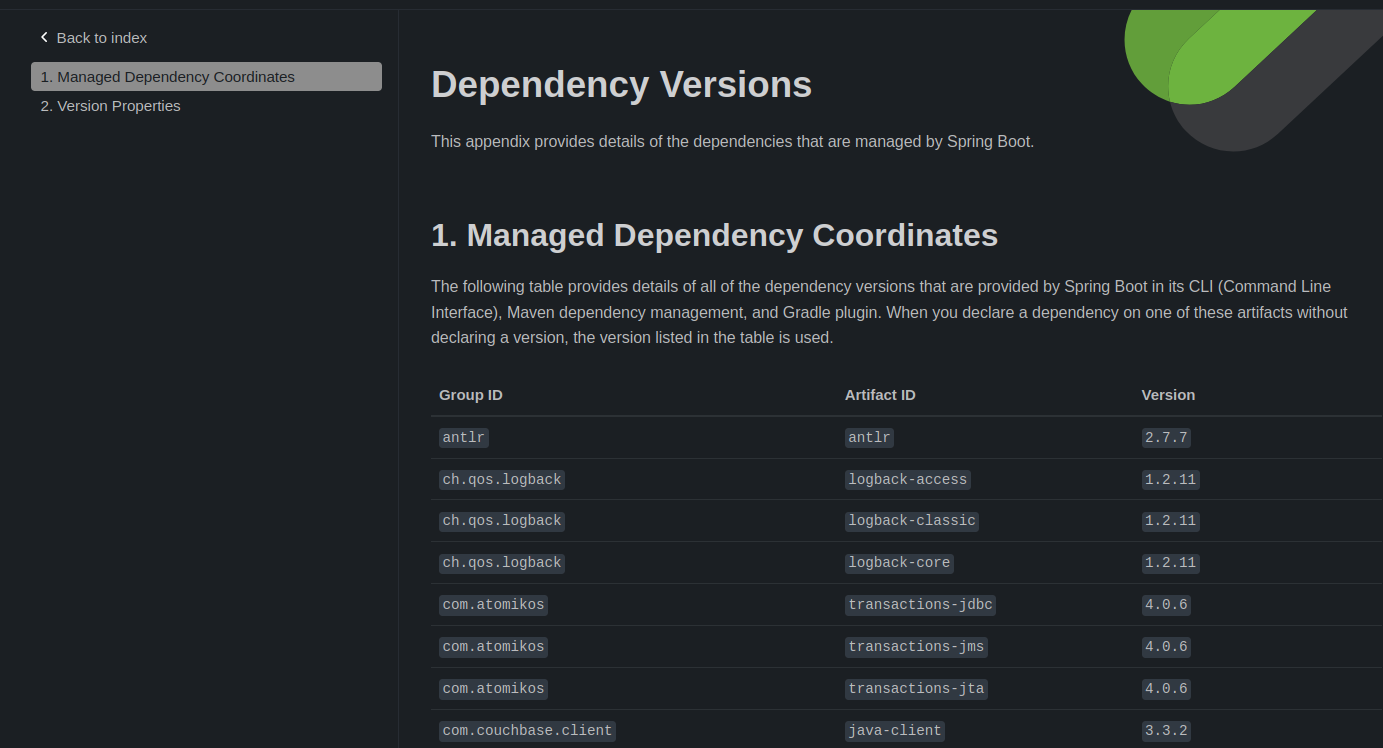 Back to index
1. Managed Dependency Coordinates
2. Version Properties
Dependency Versions
This appendix provides details of the dependencies that are managed by Spring Boot.
1. Managed Dependency Coordinates
The following table provides details of all of the dependency versions that are provided by Spring Boot in its CLI (Command Line
Interface), Maven dependency management, and Gradle plugin. When you declare a dependency on one of these artifacts without
declaring a version, the version listed in the table is used.
Group ID Artifact ID Version
antlr antlr 2.7.7
ch.qos.logback logback-access 1.2.11
ch.qos.logback logback-classic 1.2.11
ch.qos.logback logback-core 1.2.11
com.atomikos transactions-jdbc 4.0.6
com.atomikos transactions-jms 4.0.6
com.atomikos transactions-jta 4.0.6
com.couchbase.client java-client 3.3.2